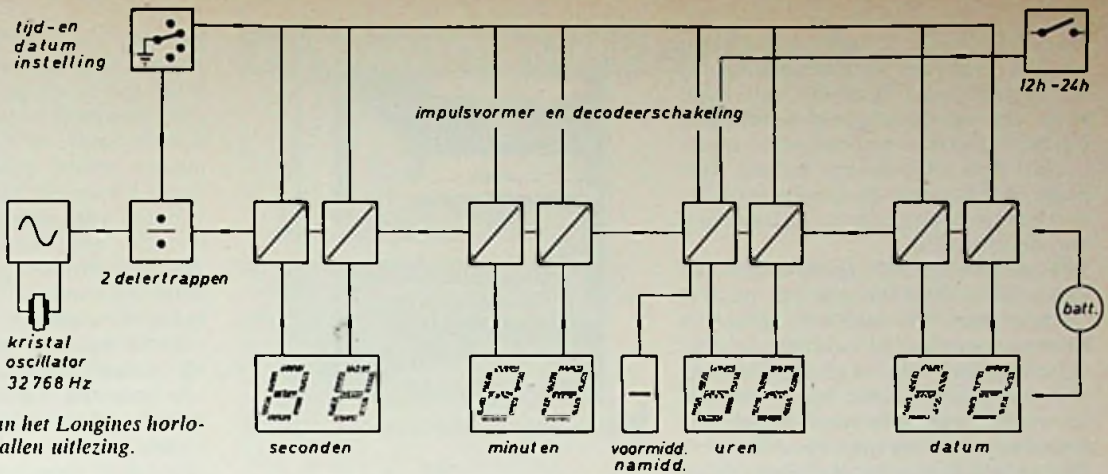 tijd-en
datum
instelling
12h-24h
impulsvormer en decodeerschakeling
2 delertrappen
batt.
kristal
oscillator
32768 Hz
an het Longines horlo-
allen uitlezing.
seconden
minuten
voormidd.
namidd.
uren
datum